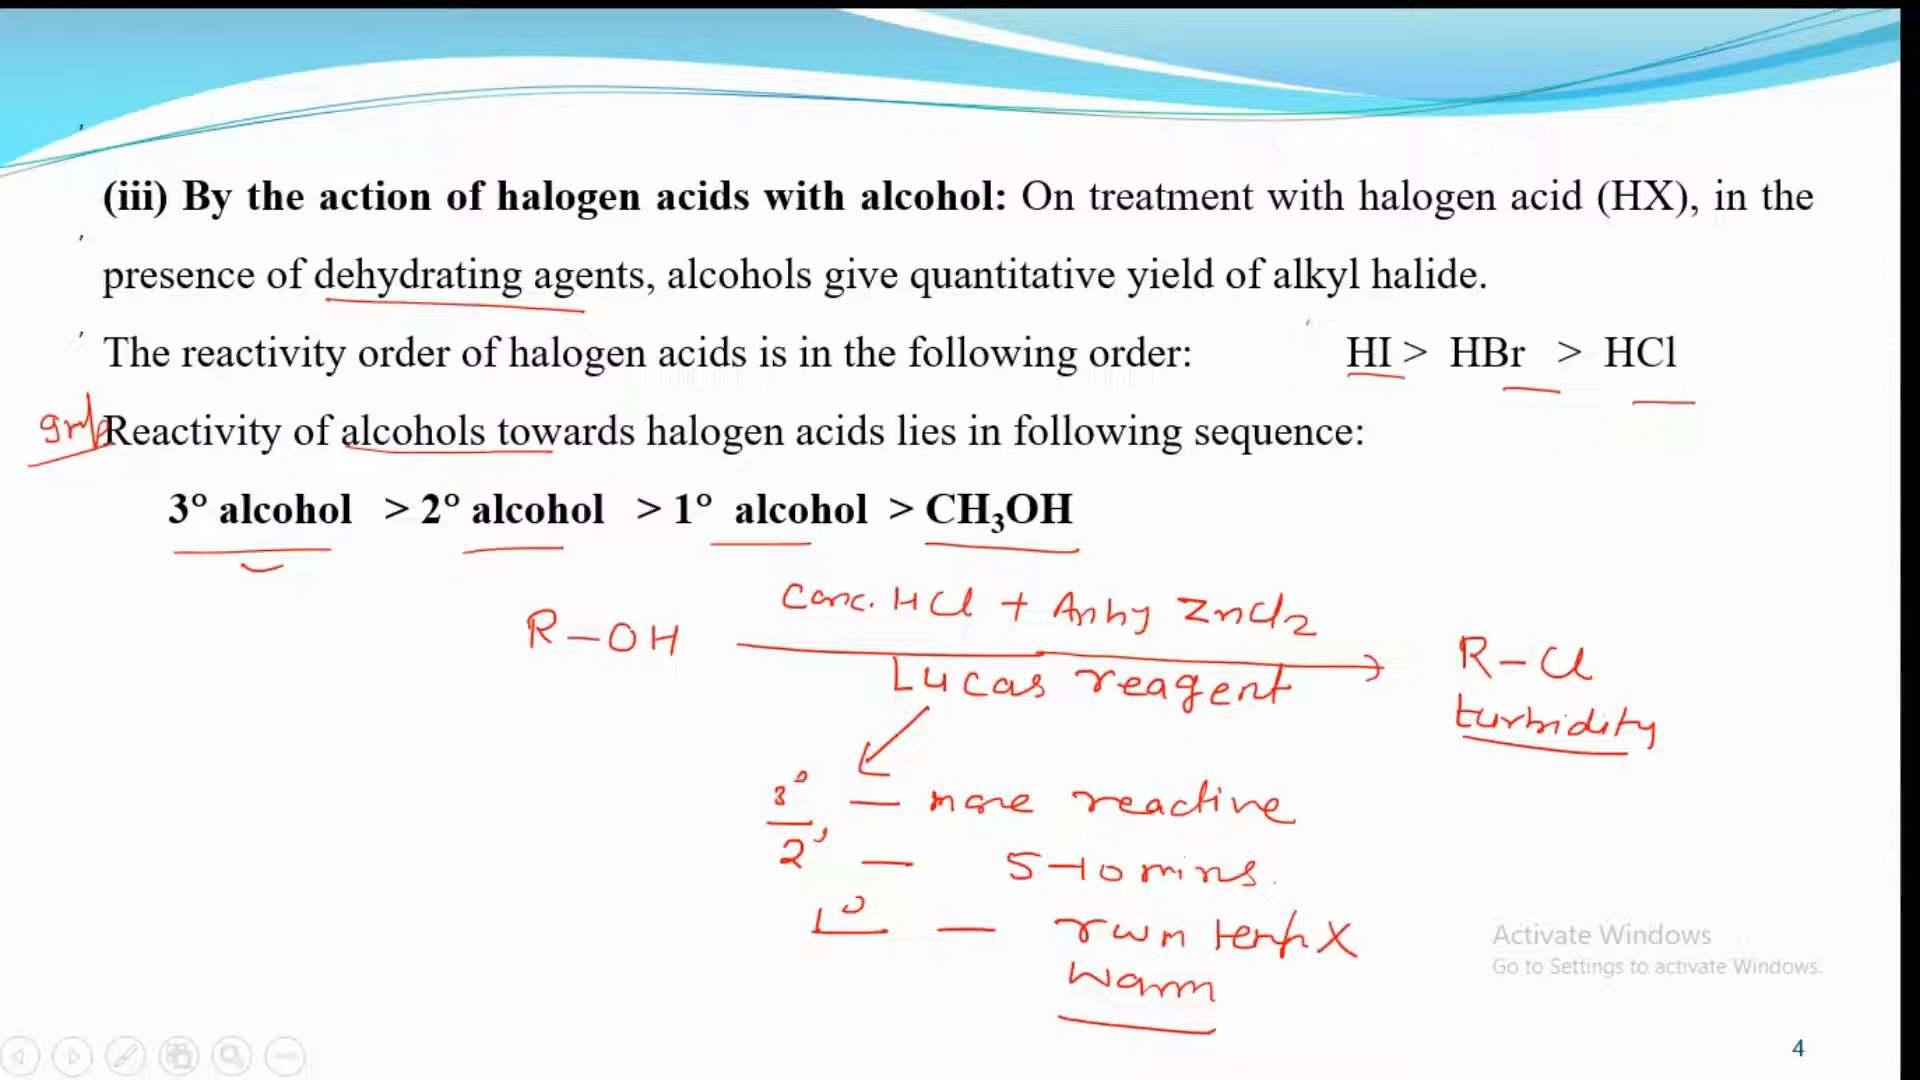 (iii) By the action of halogen acids with alcohol: On treatment with halogen acid (HX), in the
presence of dehydrating agents, alcohols give quantitative yield of alkyl halide.
The reactivity order of halogen acids is in the following order: HI > HBr > HCl
Reactivity of alcohols towards halogen acids lies in following sequence:
3° alcohol > 2° alcohol > 1° alcohol > CH₃OH
Conc. HCl + Anhy ZnCl2
R-OH
R-Cl
Lucas reagent
turbidity
3° — more reactive
2° — 5-10 mins.
1° — room temp X
warm
Activate Windows
Go to Settings to activate Windows.
4